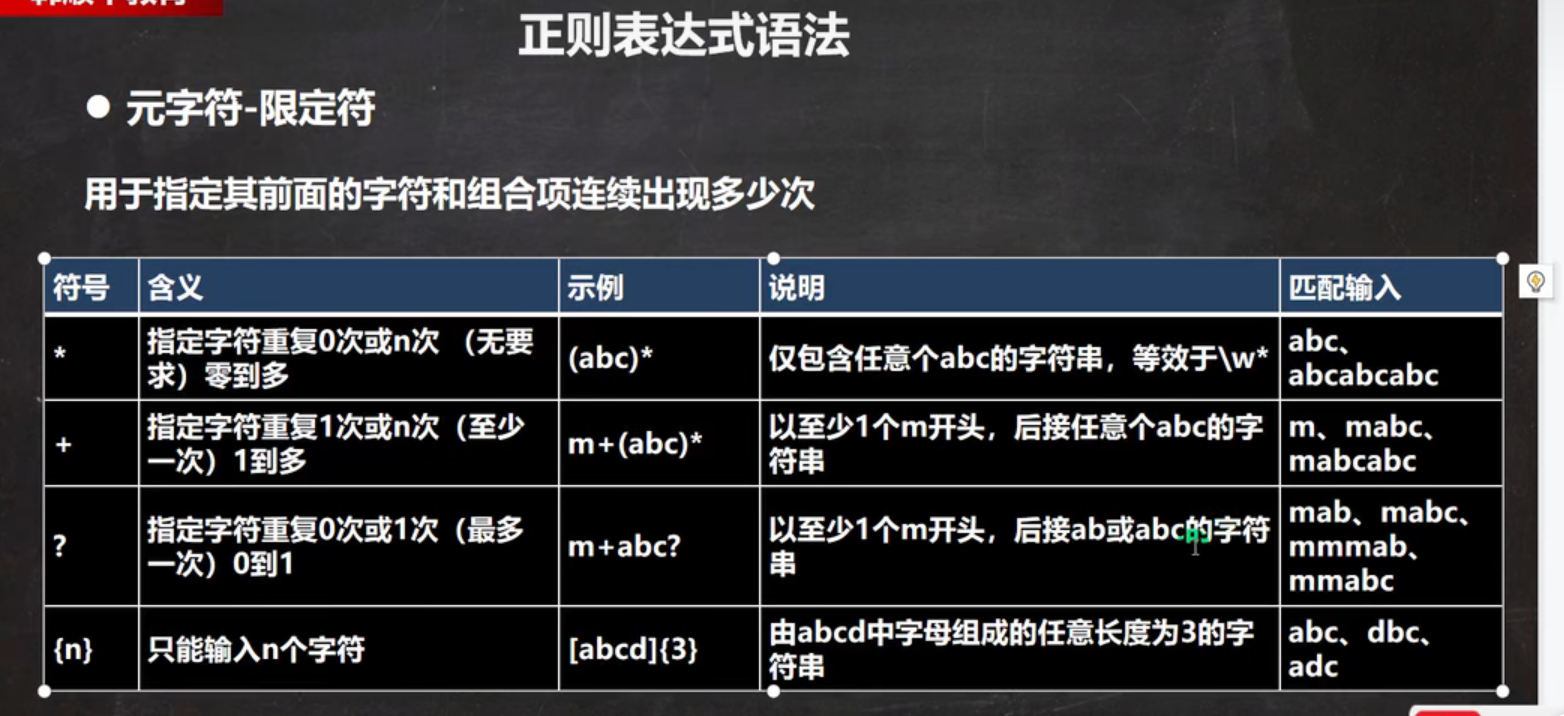 正则表达式语法
元字符-限定符
用于指定其前面的字符和组合项连续出现多少次
符号 含义 示例 说明 匹配输入
* 指定字符重复0次或n次 （无要求）零到多 (abc)* 仅包含任意个abc的字符串，等效于\w* abc、abcabcabc
+ 指定字符重复1次或n次（至少一次）1到多 m+(abc)* 以至少1个m开头，后接任意个abc的字符串 m、mabc、mabcabc
? 指定字符重复0次或1次（最多一次）0到1 m+abc? 以至少1个m开头，后接ab或abc的字符串 mab、mabc、mmmab、mmabc
{n} 只能输入n个字符 [abcd]{3} 由abcd中字母组成的任意长度为3的字符串 abc、dbc、adc